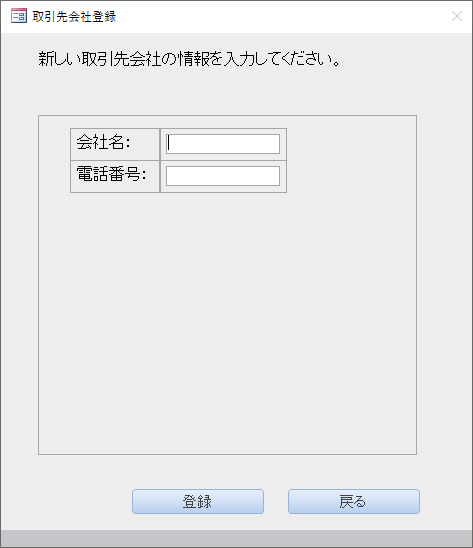 取引先会社登録
新しい取引先会社の情報を入力してください。
会社名:
電話番号:
登録
戻る